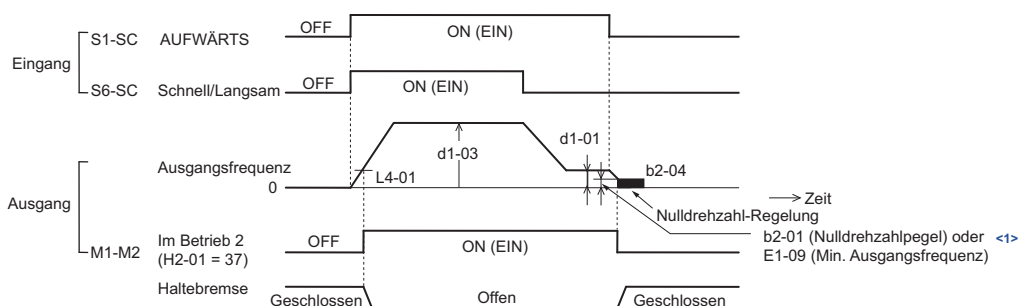 OFF
ON (EIN)
Eingang
S1-SC AUFWÄRTS
S6-SC Schnell/Langsam
OFF
ON (EIN)
Ausgang
Ausgangsfrequenz
0
L4-01
d1-03
d1-01
b2-04
Zeit
Nulldrehzahl-Regelung
b2-01 (Nulldrehzahlpegel) oder <1>
E1-09 (Min. Ausgangsfrequenz)
M1-M2
Im Betrieb 2
(H2-01 = 37)
OFF
ON (EIN)
Haltebremse
Geschlossen
Offen
Geschlossen